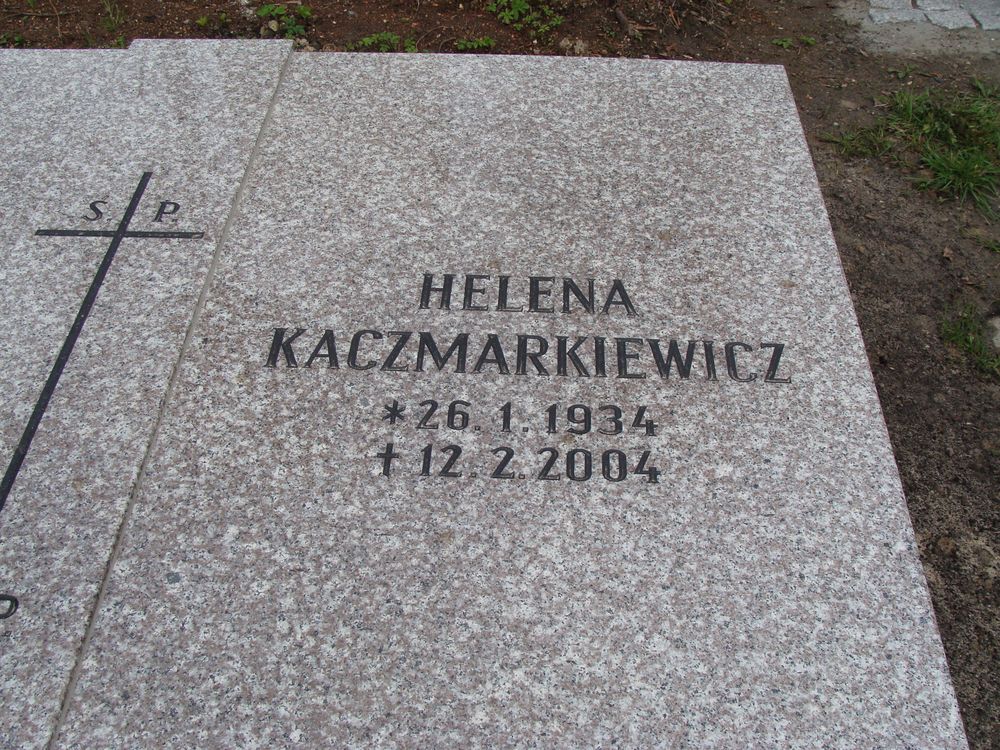 S. P.
HELENA
KACZMARKIEWICZ
* 26.1.1934
† 12.2.2004